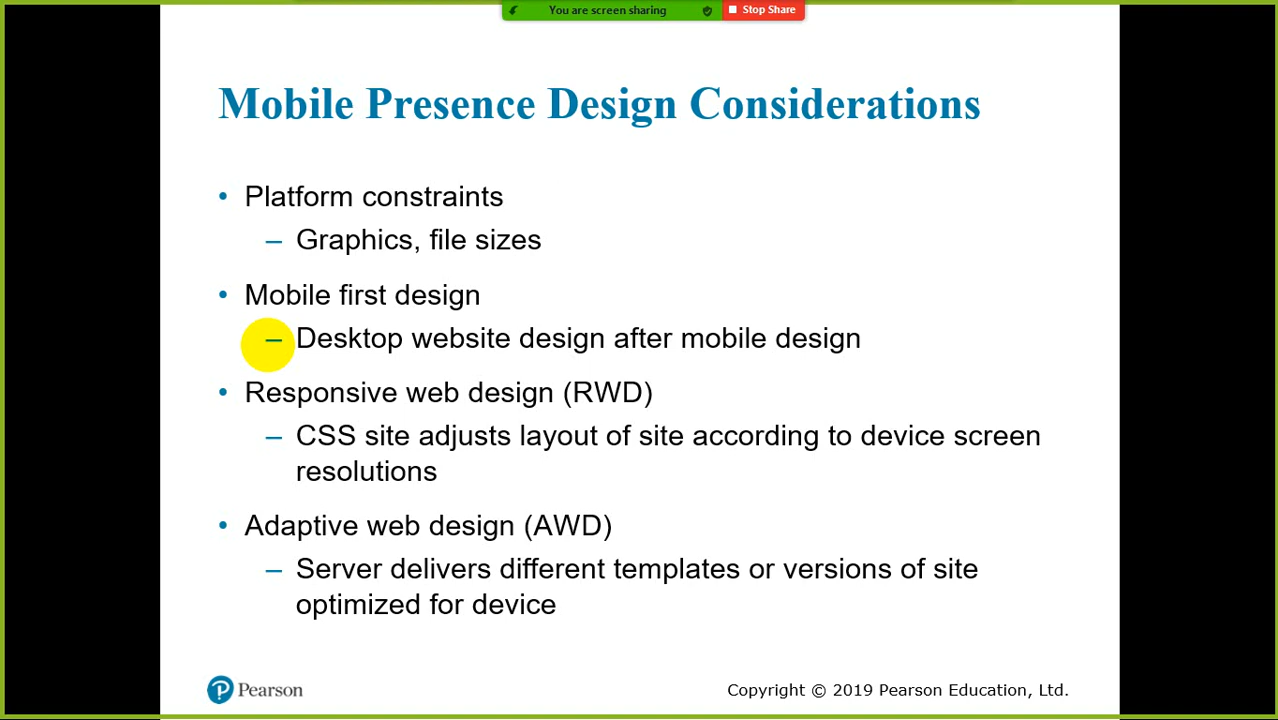 You are screen sharing
Stop Share
Mobile Presence Design Considerations
• Platform constraints
– Graphics, file sizes
• Mobile first design
– Desktop website design after mobile design
• Responsive web design (RWD)
– CSS site adjusts layout of site according to device screen
resolutions
• Adaptive web design (AWD)
– Server delivers different templates or versions of site
optimized for device
Pearson
Copyright © 2019 Pearson Education, Ltd.